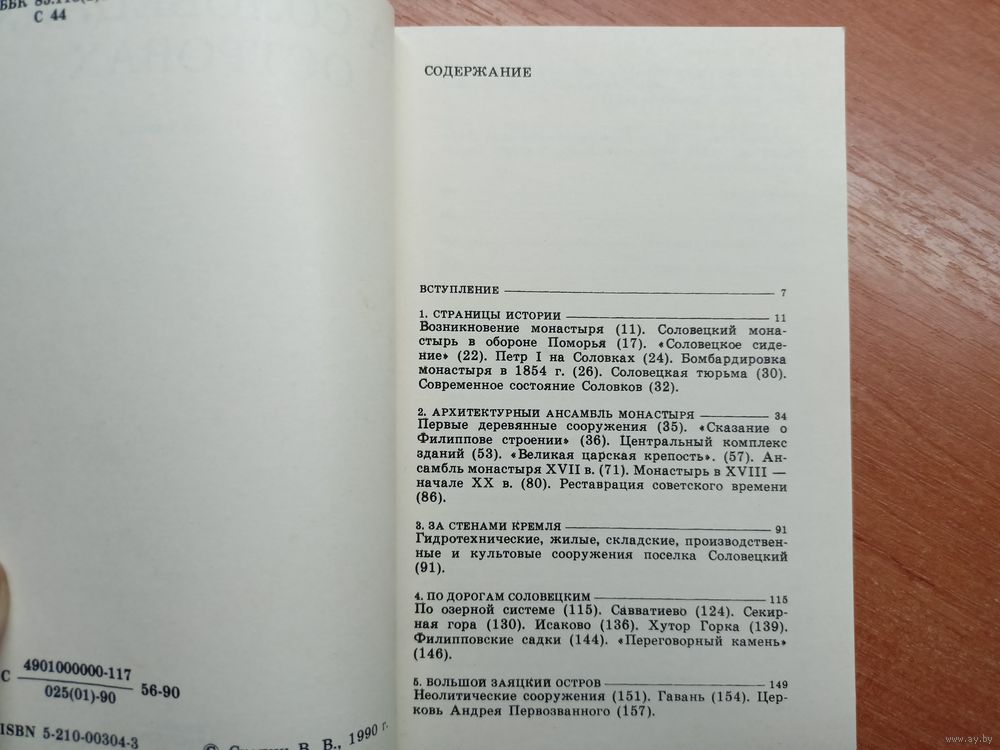 ББК
С 44
ОСТРОВАХ
С 4901000000-117
025(01)-90
56-90
ISBN 5-210-00304-3
© В. В., 1990 г.
СОДЕРЖАНИЕ
ВСТУПЛЕНИЕ 7
1. СТРАНИЦЫ ИСТОРИИ 11
Возникновение монастыря (11). Соловецкий мона-
стырь в обороне Поморья (17). «Соловецкое сиде-
ние» (22). Петр I на Соловках (24). Бомбардировка
монастыря в 1854 г. (26). Соловецкая тюрьма (30).
Современное состояние Соловков (32).
2. АРХИТЕКТУРНЫЙ АНСАМБЛЬ МОНАСТЫРЯ 34
Первые деревянные сооружения (35). «Сказание о
Филиппове строении» (36). Центральный комплекс
зданий (53). «Великая царская крепость». (57). Ан-
самбль монастыря XVII в. (71). Монастырь в XVIII —
начале XX в. (80). Реставрация советского времени
(86).
3. ЗА СТЕНАМИ КРЕМЛЯ 91
Гидротехнические, жилые, складские, производствен-
ные и культовые сооружения поселка Соловецкий
(91).
4. ПО ДОРОГАМ СОЛОВЕЦКИМ 115
По озерной системе (115). Савватиево (124). Секир-
ная гора (130). Исаково (136). Хутор Горка (139).
Филипповские садки (144). «Переговорный камень»
(146).
5. БОЛЬШОЙ ЗАЯЦКИЙ ОСТРОВ 149
Неолитические сооружения (151). Гавань (154). Цер-
ковь Андрея Первозванного (157).
www.ay.by